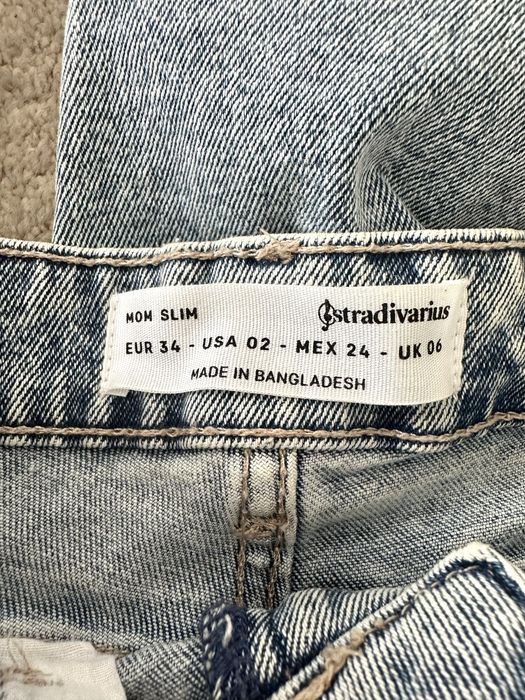 MOM SLIM stradivarius
EUR 34 - USA 02 - MEX 24 - UK 06
MADE IN BANGLADESH